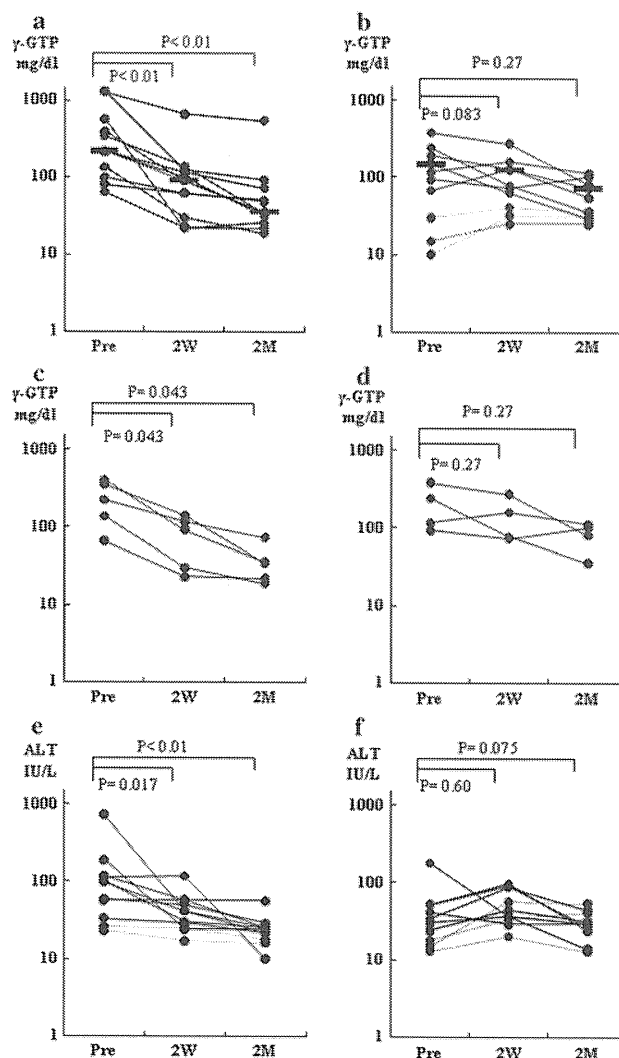 a
γ-GTP
mg/dl
P< 0.01
P< 0.01
1000
100
10
1
Pre 2W 2M
b
γ-GTP
mg/dl
P= 0.27
P= 0.083
1000
100
10
1
Pre 2W 2M
c
γ-GTP
mg/dl
P= 0.043
P= 0.043
1000
100
10
1
Pre 2W 2M
d
γ-GTP
mg/dl
P= 0.27
P= 0.27
1000
100
10
1
Pre 2W 2M
e
ALT
IU/L
P< 0.01
P= 0.017
1000
100
10
1
Pre 2W 2M
f
ALT
IU/L
P= 0.075
P= 0.60
1000
100
10
1
Pre 2W 2M